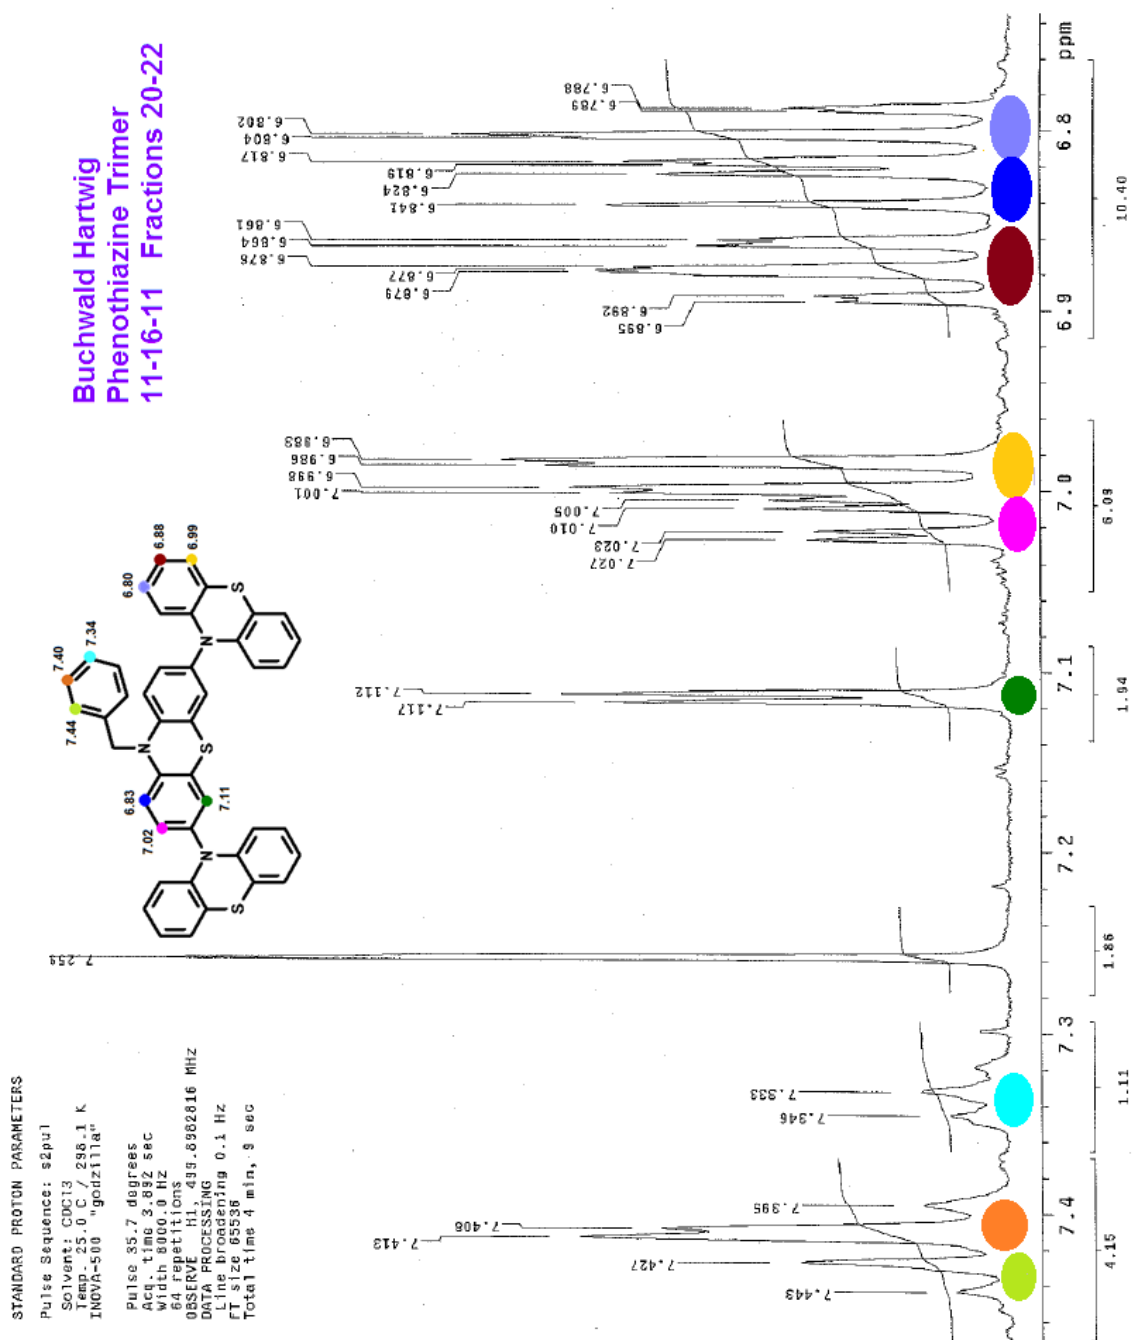 Buchwald Hartwig
Phenothiazine Trimer
11-16-11 Fractions 20-22
STANDARD PROTON PARAMETERS
Pulse Sequence: s2pul
Solvent: CDCl3
Temp. 25.0 C / 298.1 K
INOVA-500 "godzilla"
Pulse 35.7 degrees
Acq. time 3.892 sec
Width 8000.0 Hz
64 repetitions
OBSERVE H1, 499.8982816 MHz
DATA PROCESSING
Line broadening 0.1 Hz
FT size 65536
Total time 4 min, 9 sec
7.44
7.40
7.34
6.83
7.02
7.11
6.80
6.88
6.99
N
S
N
S
N
S
7.443
7.427
7.413
7.408
7.395
7.346
7.333
7.259
7.117
7.112
7.027
7.023
7.010
7.005
7.001
6.998
6.986
6.983
6.895
6.892
6.879
6.877
6.876
6.864
6.861
6.841
6.824
6.819
6.817
6.804
6.802
6.789
6.788
7.4
7.3
7.2
7.1
7.0
6.9
6.8
ppm
4.15
1.11
1.86
1.94
6.09
10.40